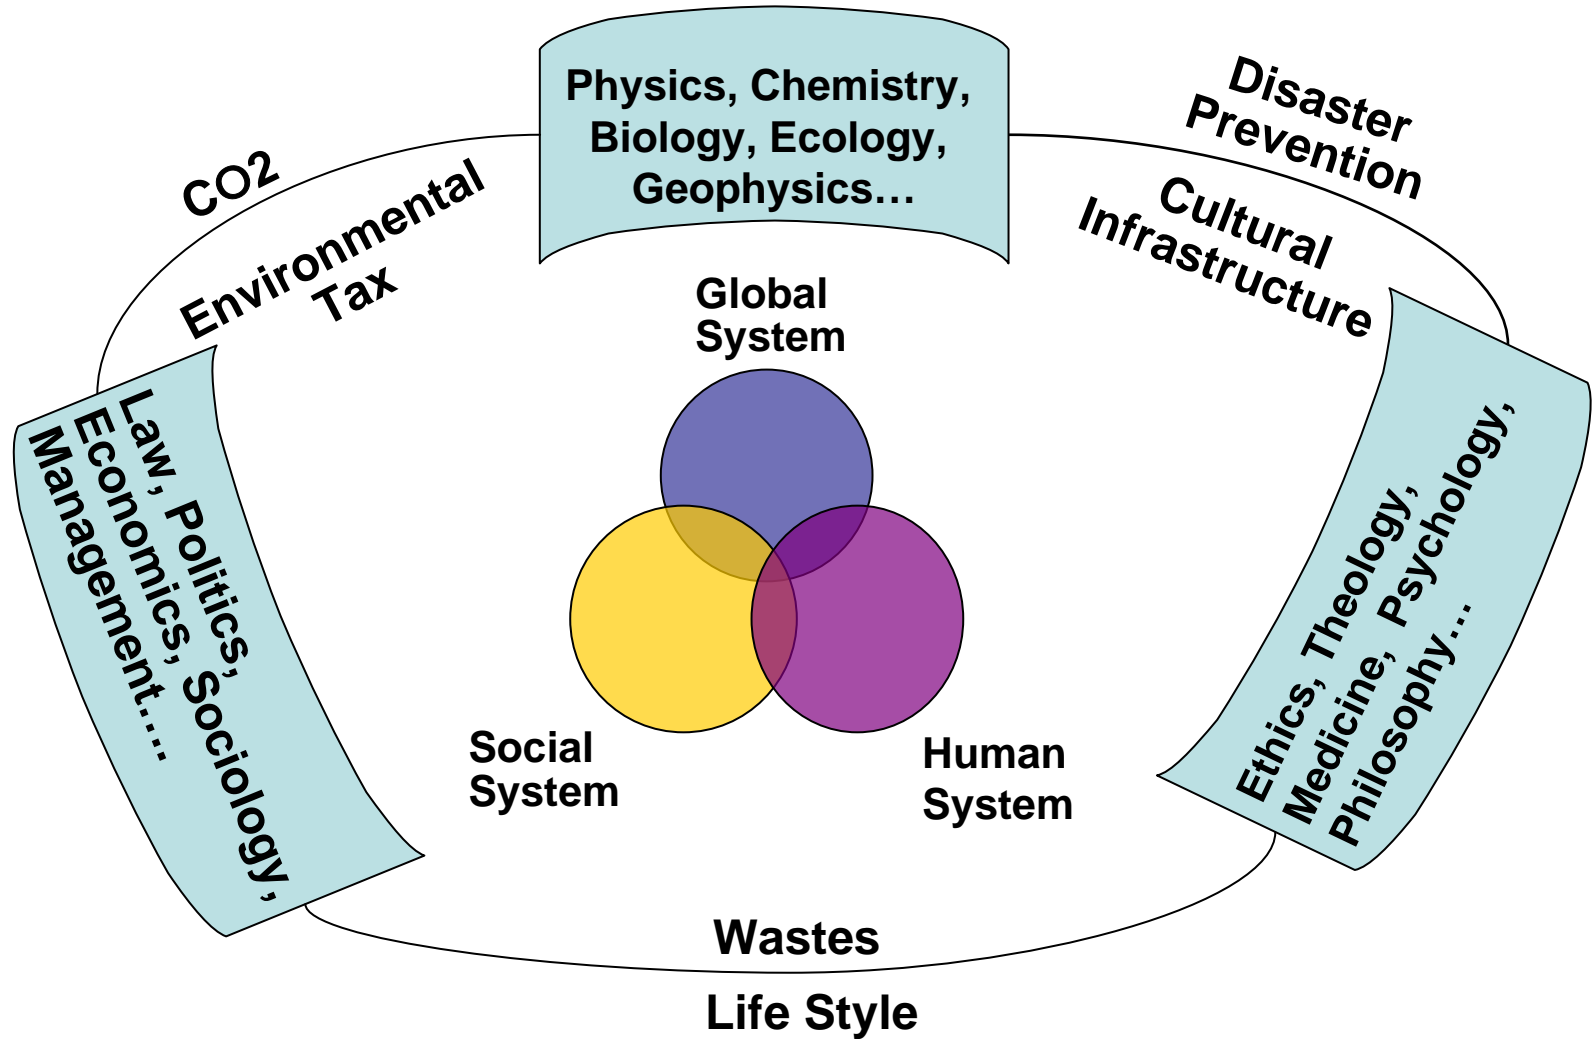 Physics, Chemistry,
Biology, Ecology,
Geophysics…
CO2
Environmental
Tax
Disaster
Prevention
Cultural
Infrastructure
Global
System
Law, Politics,
Economics, Sociology,
Management….
Ethics, Theology,
Medicine, Psychology,
Philosophy…
Social
System
Human
System
Wastes
Life Style